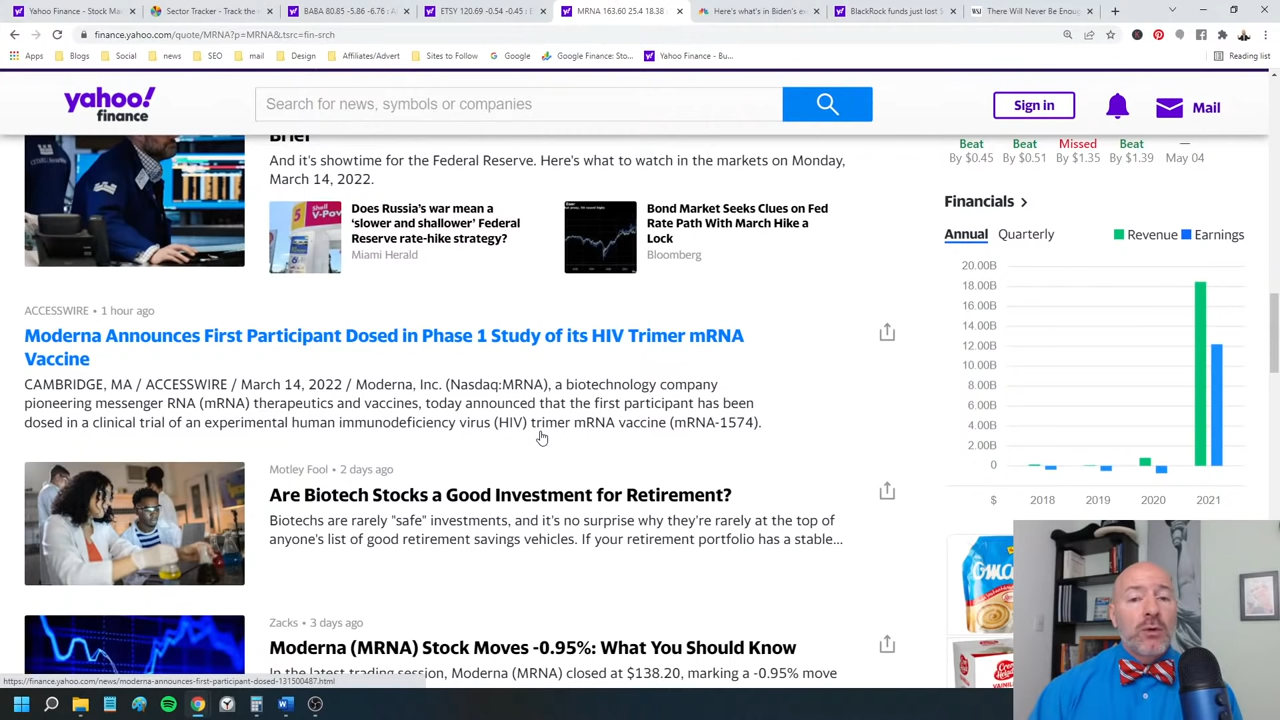 Yahoo Finance - Stock Mar
Sector Tracker - Track the
BABA 80.85 -5.86 -6.76 : A
ETSY 120.69 -0.54 -0.45 : E
MRNA 163.60 25.4 18.38
Here's what's in Biden's ex
BlackRock funds just lost
There Will Never Be Enou
finance.yahoo.com/quote/MRNA?p=MRNA&.tsrc=fin-srch
Apps
Blogs
Social
news
SEO
mail
Design
Affiliates/Advert
Sites to Follow
Google
Google Finance: Sto...
Yahoo Finance - Bu...
Reading list
yahoo!
finance
Search for news, symbols or companies
Sign in
Mail
Brief
And it's showtime for the Federal Reserve. Here's what to watch in the markets on Monday,
March 14, 2022.
Does Russia's war mean a
'slower and shallower' Federal
Reserve rate-hike strategy?
Miami Herald
Bond Market Seeks Clues on Fed
Rate Path With March Hike a
Lock
Bloomberg
ACCESSWIRE • 1 hour ago
Moderna Announces First Participant Dosed in Phase 1 Study of its HIV Trimer mRNA
Vaccine
CAMBRIDGE, MA / ACCESSWIRE / March 14, 2022 / Moderna, Inc. (Nasdaq:MRNA), a biotechnology company
pioneering messenger RNA (mRNA) therapeutics and vaccines, today announced that the first participant has been
dosed in a clinical trial of an experimental human immunodeficiency virus (HIV) trimer mRNA vaccine (mRNA-1574).
Motley Fool • 2 days ago
Are Biotech Stocks a Good Investment for Retirement?
Biotechs are rarely "safe" investments, and it's no surprise why they're rarely at the top of
anyone's list of good retirement savings vehicles. If your retirement portfolio has a stable...
Zacks • 3 days ago
Moderna (MRNA) Stock Moves -0.95%: What You Should Know
In the latest trading session, Moderna (MRNA) closed at $138.20, marking a -0.95% move
https://finance.yahoo.com/news/moderna-announces-first-participant-dosed-131500487.html
Beat Beat Missed Beat —
By $0.45 By $0.51 By $1.35 By $1.39 May 04
Financials
Annual Quarterly
Revenue Earnings
20.00B
18.00B
16.00B
14.00B
12.00B
10.00B
8.00B
6.00B
4.00B
2.00B
0
$ 2018 2019 2020 2021